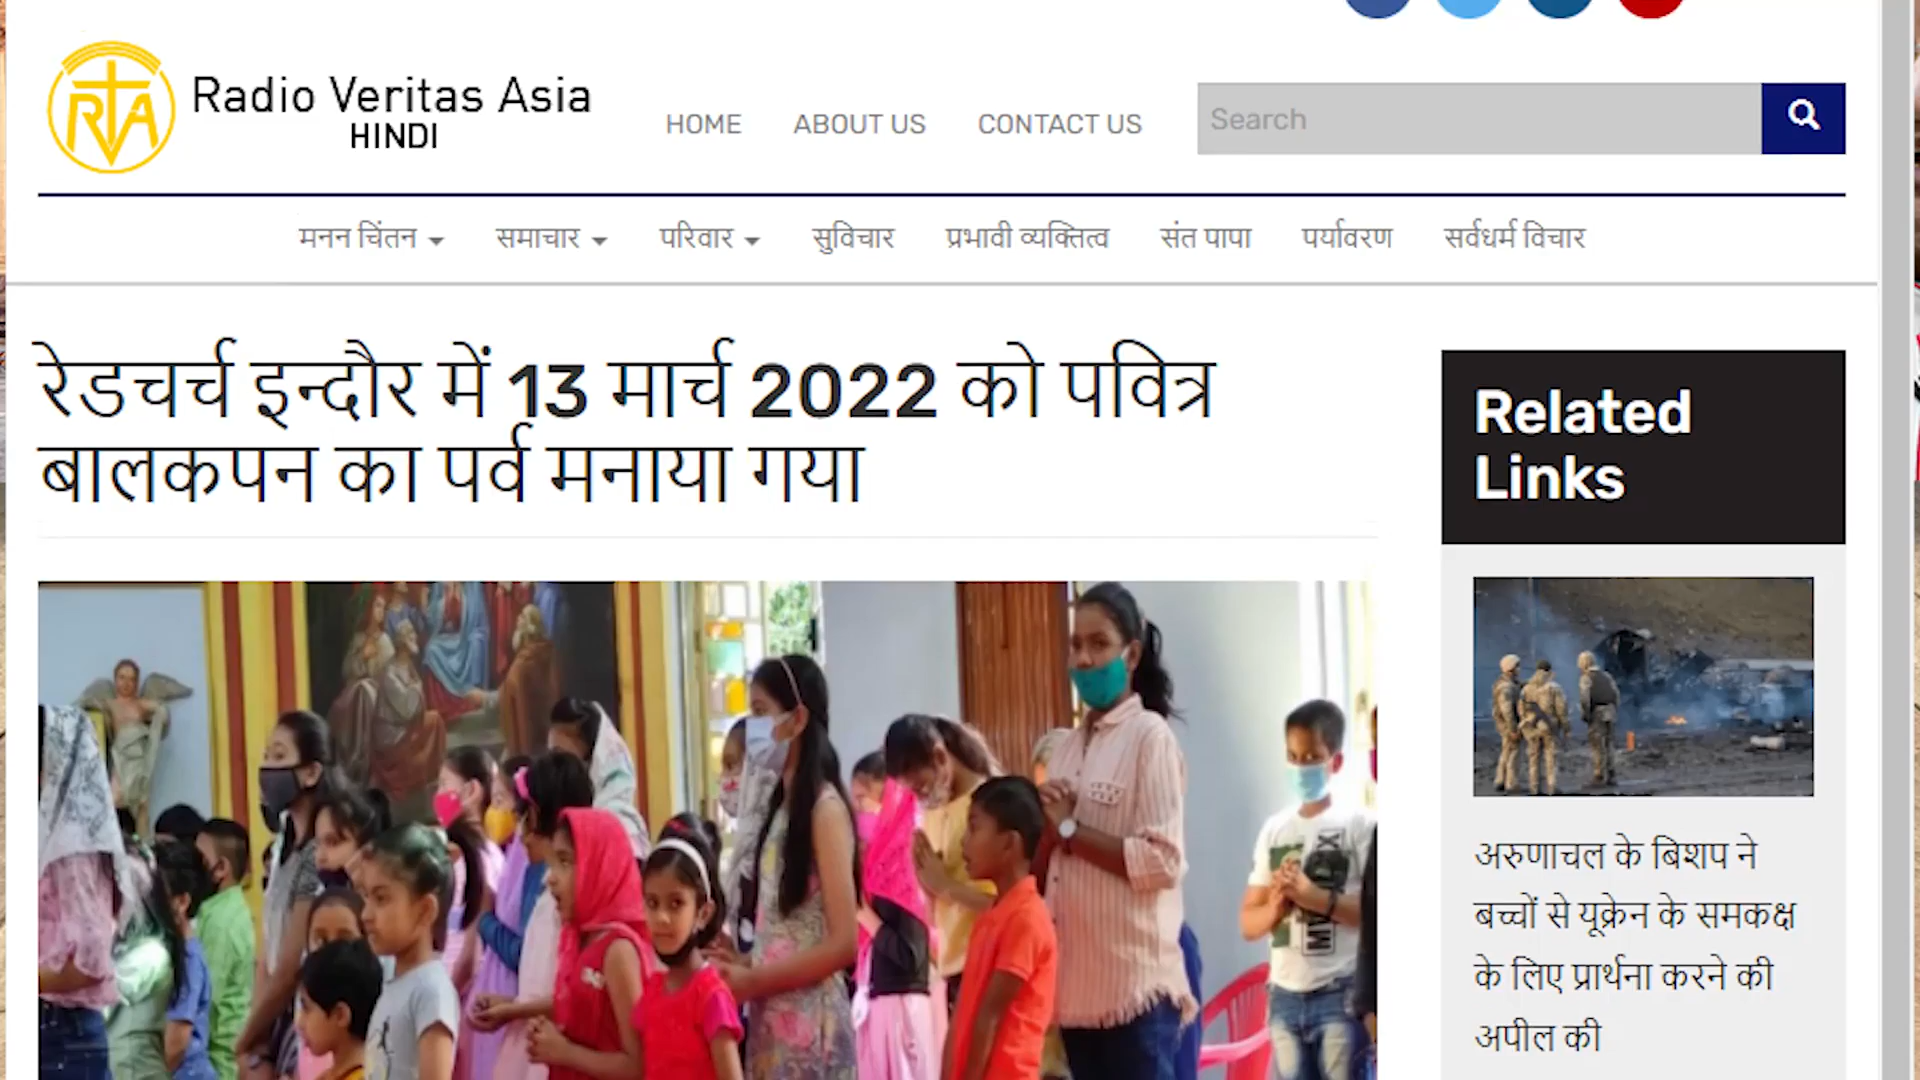 RVA
Radio Veritas Asia
HINDI
HOME ABOUT US CONTACT US Search
मनन चिंतन समाचार परिवार सुविचार प्रभावी व्यक्तित्व संत पापा पर्यावरण सर्वधर्म विचार
रेडचर्च इन्दौर में 13 मार्च 2022 को पवित्र
बालकपन का पर्व मनाया गया
Related
Links
अरुणाचल के बिशप ने
बच्चों से यूक्रेन के समकक्ष
के लिए प्रार्थना करने की
अपील की